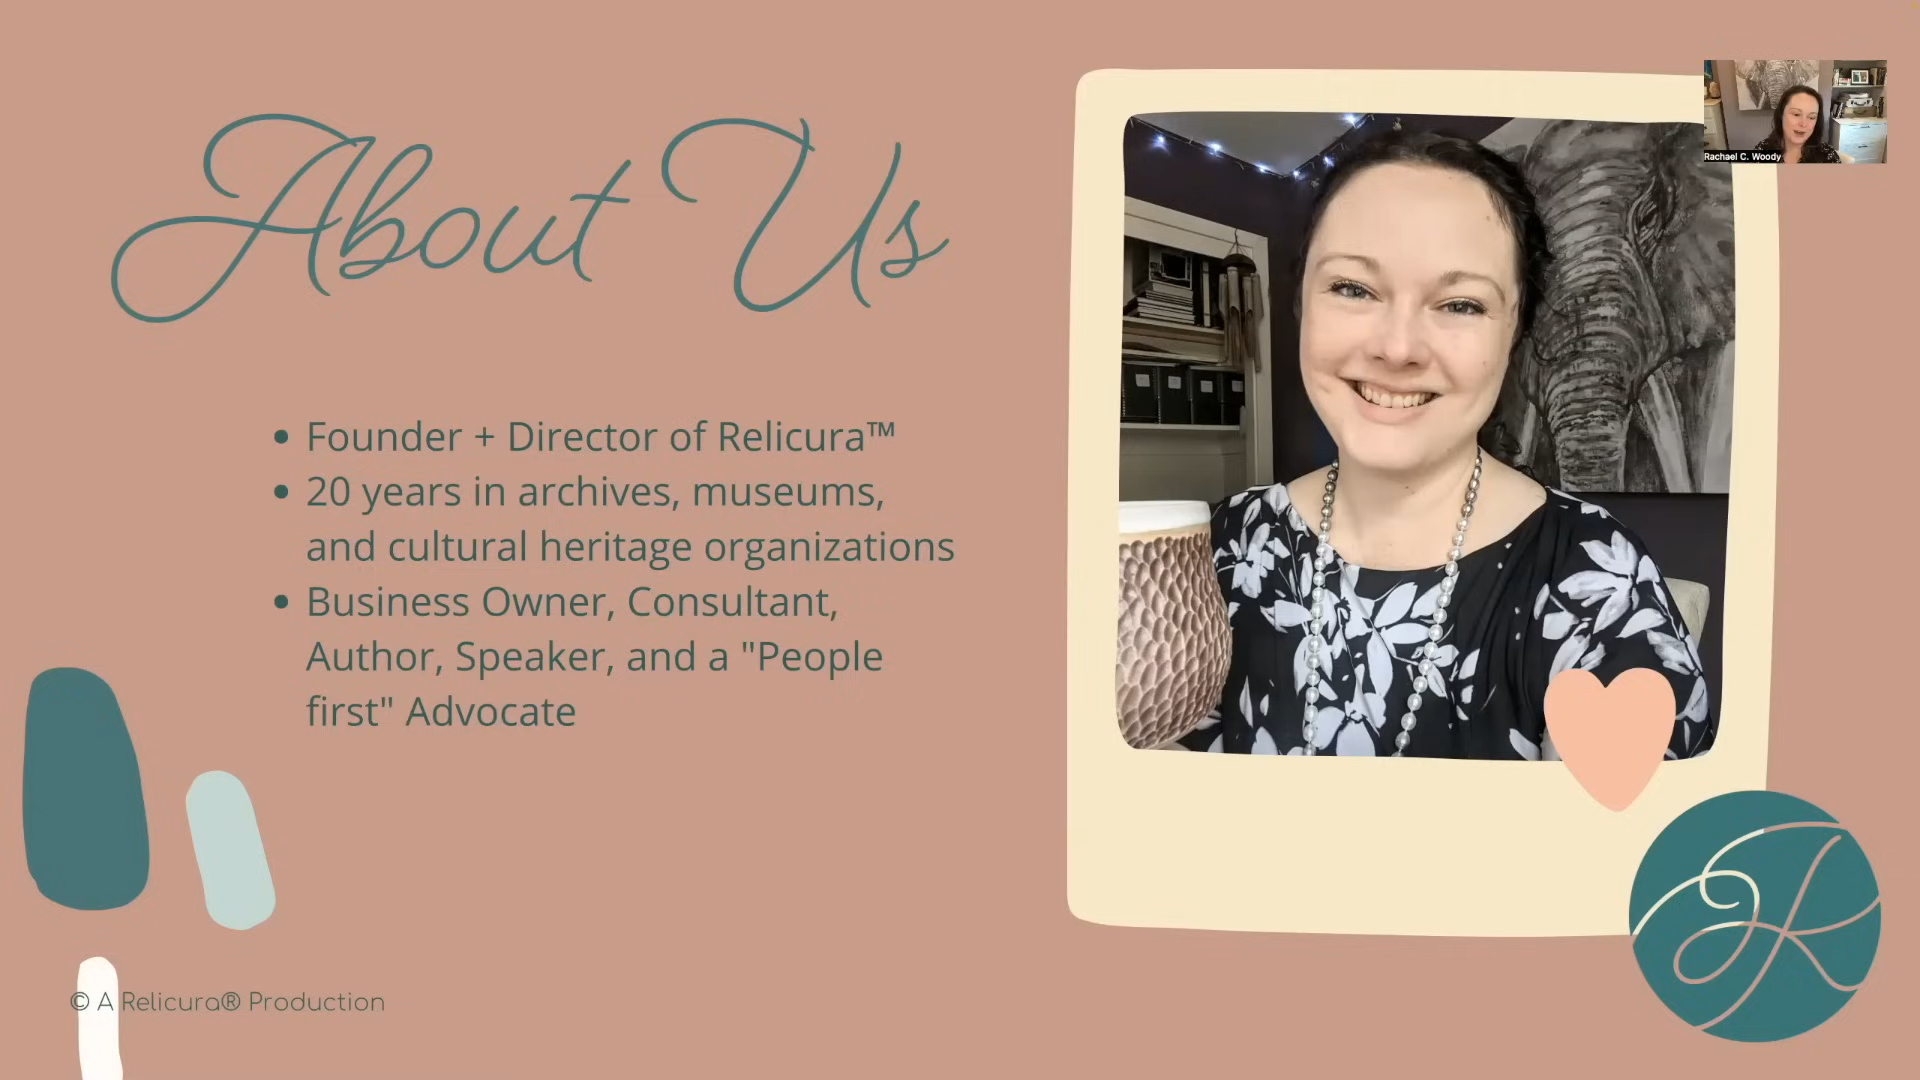 About Us
Rachael C. Woody
• Founder + Director of Relicura™
• 20 years in archives, museums,
and cultural heritage organizations
• Business Owner, Consultant,
Author, Speaker, and a "People
first" Advocate
© A Relicura® Production